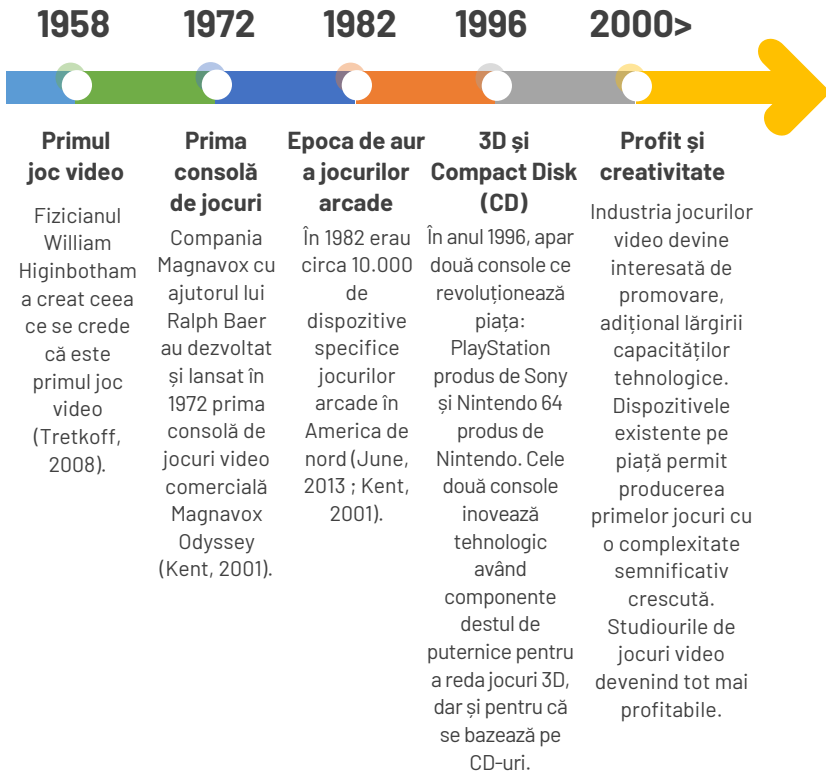 1958
1972
1982
1996
2000>
Primul
joc video
Fizicianul
William
Higinbotham
a creat ceea
ce se crede
că este
primul joc
video
(Tretkoff,
2008).
Prima
consolă
de jocuri
Compania
Magnavox cu
ajutorul lui
Ralph Baer
au dezvoltat
și lansat în
1972 prima
consolă de
jocuri video
comercială
Magnavox
Odyssey
(Kent, 2001).
Epoca de aur
a jocurilor
arcade
În 1982 erau
circa 10.000
de
dispozitive
specifice
jocurilor
arcade în
America de
nord (June,
2013 ; Kent,
2001).
3D și
Compact Disk
(CD)
În anul 1996, apar
două console ce
revoluționează
piața:
PlayStation
produs de Sony
și Nintendo 64
produs de
Nintendo. Cele
două console
inovează
tehnologic
având
componente
destul de
puternice pentru
a reda jocuri 3D,
dar și pentru că
se bazează pe
CD-uri.
Profit și
creativitate
Industria jocurilor
video devine
interesată de
promovare,
adițional lărgirii
capacităților
tehnologice.
Dispozitivele
existente pe
piață permit
producerea
primelor jocuri cu
o complexitate
semnificativ
crescută.
Studiourile de
jocuri video
devenind tot mai
profitabile.